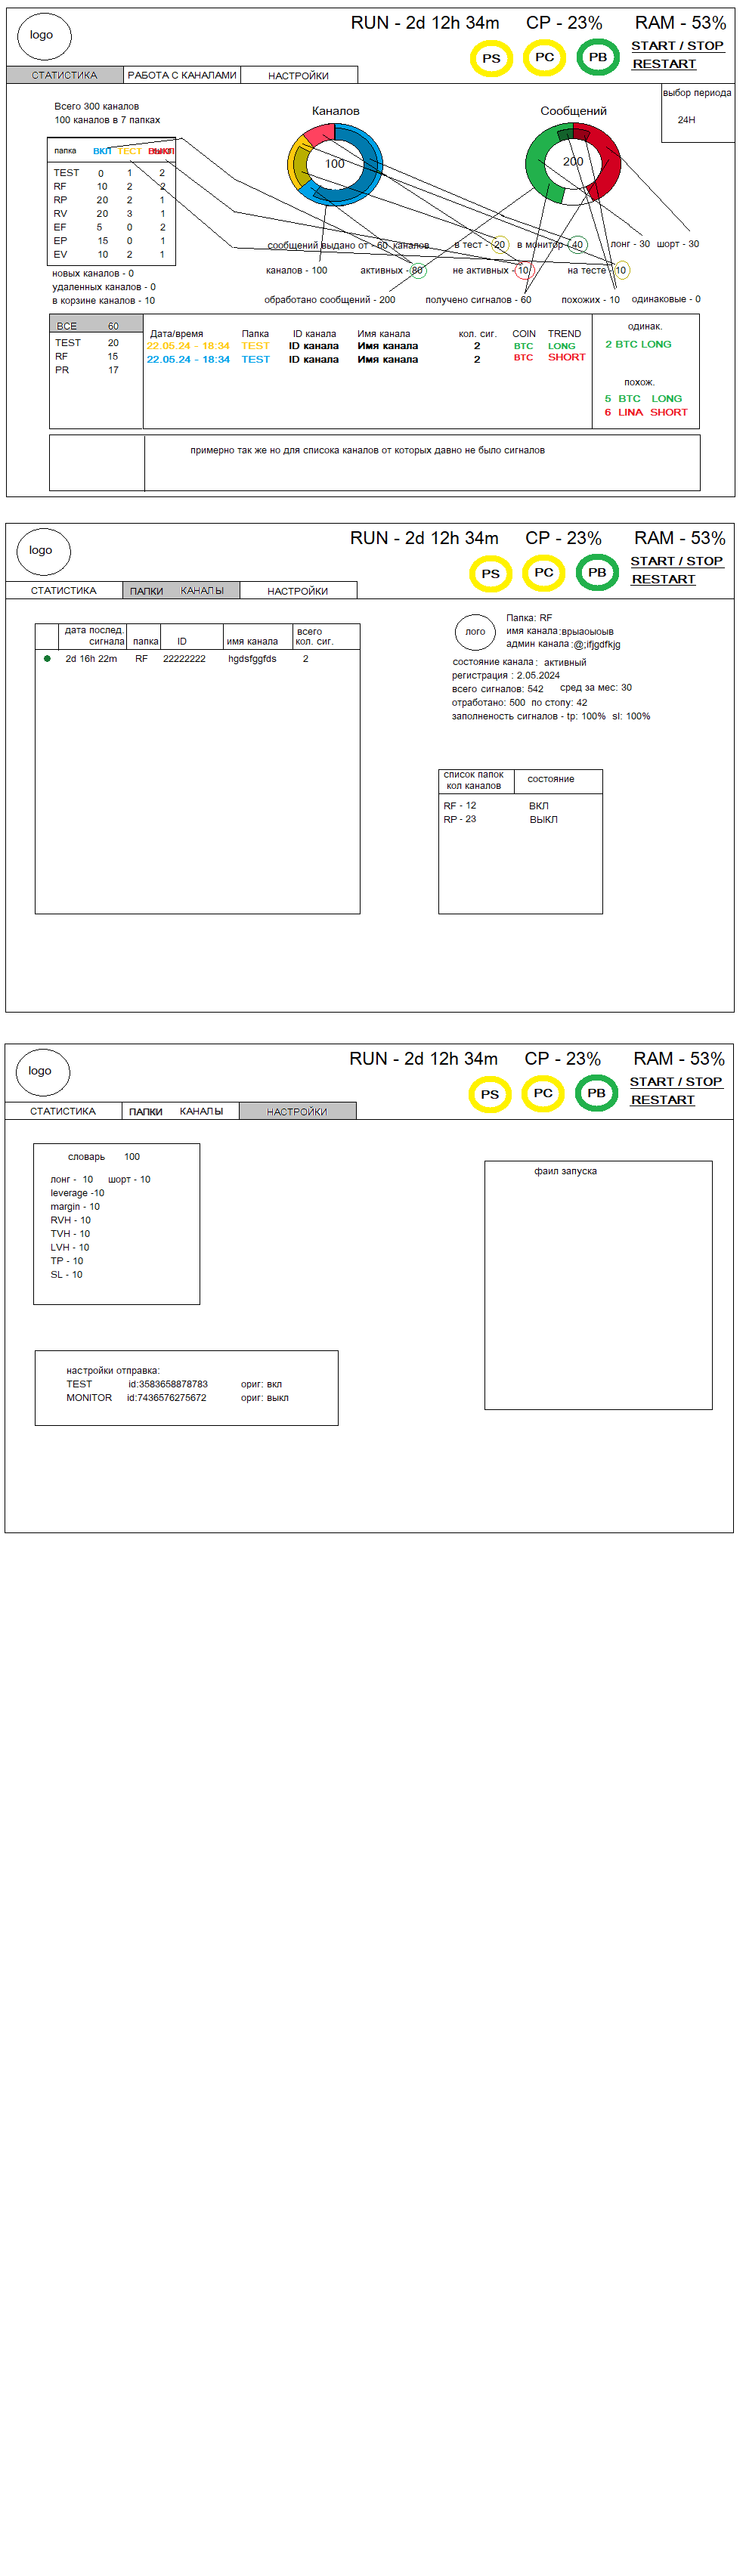 logo
RUN - 2d 12h 34m CP - 23% RAM - 53%
PS PC PB START / STOP
RESTART
СТАТИСТИКА РАБОТА С КАНАЛАМИ НАСТРОЙКИ
выбор периода
24H
Всего 300 каналов
100 каналов в 7 папках
Каналов
100
Сообщений
200
папка ВКЛ ТЕСТ ВЫКЛ
TEST 0 1 2
RF 10 2 2
RP 20 2 1
RV 20 3 1
EF 5 0 2
EP 15 0 1
EV 10 2 1
новых каналов - 0
удаленных каналов - 0
в корзине каналов - 10
сообщений выдано от - 60 каналов в тест - 20 в монитор - 40 лонг - 30 шорт - 30
каналов - 100 активных - 80 не активных - 10 на тесте - 10
обработано сообщений - 200 получено сигналов - 60 похожих - 10 одинаковые - 0
ВСЕ 60
TEST 20
RF 15
PR 17
Дата/время Папка ID канала Имя канала кол. сиг. COIN TREND
22.05.24 - 18:34 TEST ID канала Имя канала 2 BTC LONG
22.05.24 - 18:34 TEST ID канала Имя канала 2 BTC SHORT
одинак.
2 BTC LONG
похож.
5 BTC LONG
6 LINA SHORT
примерно так же но для списока каналов от которых давно не было сигналов
logo
RUN - 2d 12h 34m CP - 23% RAM - 53%
PS PC PB START / STOP
RESTART
СТАТИСТИКА ПАПКИ КАНАЛЫ НАСТРОЙКИ
дата послед. сигнала папка ID имя канала всего кол. сиг.
2d 16h 22m RF 22222222 hgdsfggfds 2
лого
Папка: RF
имя канала :врыаоыоыв
админ канала :@;ifjgdfkjg
состояние канала : активный
регистрация : 2.05.2024
всего сигналов: 542 сред за мес: 30
отработано: 500 по стопу: 42
заполненость сигналов - tp: 100% sl: 100%
список папок кол каналов состояние
RF - 12 ВКЛ
RP - 23 ВЫКЛ
logo
RUN - 2d 12h 34m CP - 23% RAM - 53%
PS PC PB START / STOP
RESTART
СТАТИСТИКА ПАПКИ КАНАЛЫ НАСТРОЙКИ
словарь 100
лонг - 10 шорт - 10
leverage -10
margin - 10
RVH - 10
TVH - 10
LVH - 10
TP - 10
SL - 10
фаил запуска
настройки отправка:
TEST id:3583658878783 ориг: вкл
MONITOR id:7436576275672 ориг: выкл